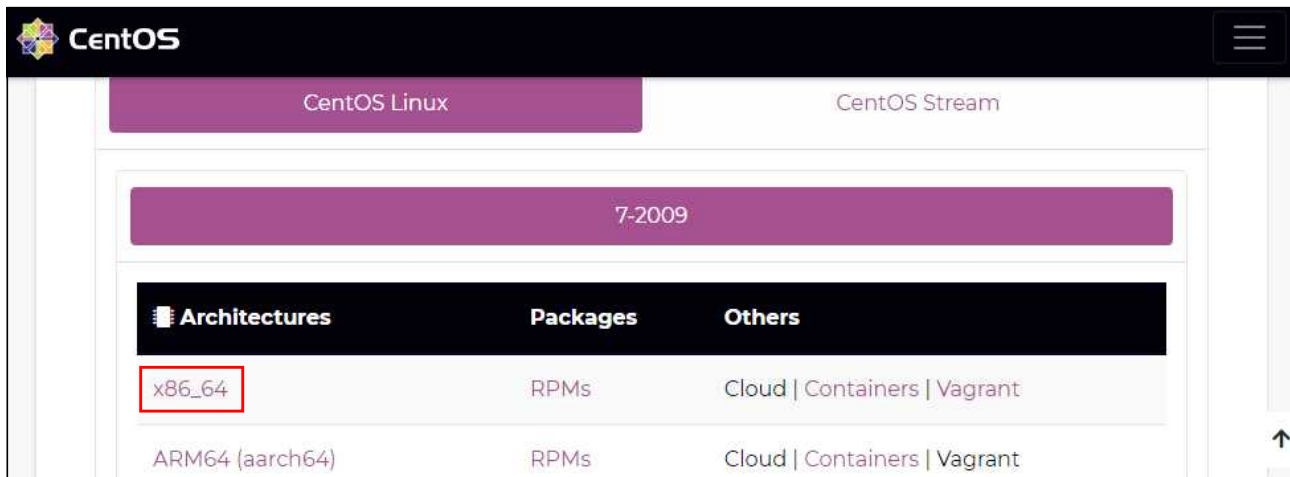 CentOS
CentOS Linux CentOS Stream
7-2009
Architectures Packages Others
x86_64 RPMs Cloud | Containers | Vagrant
ARM64 (aarch64) RPMs Cloud | Containers | Vagrant